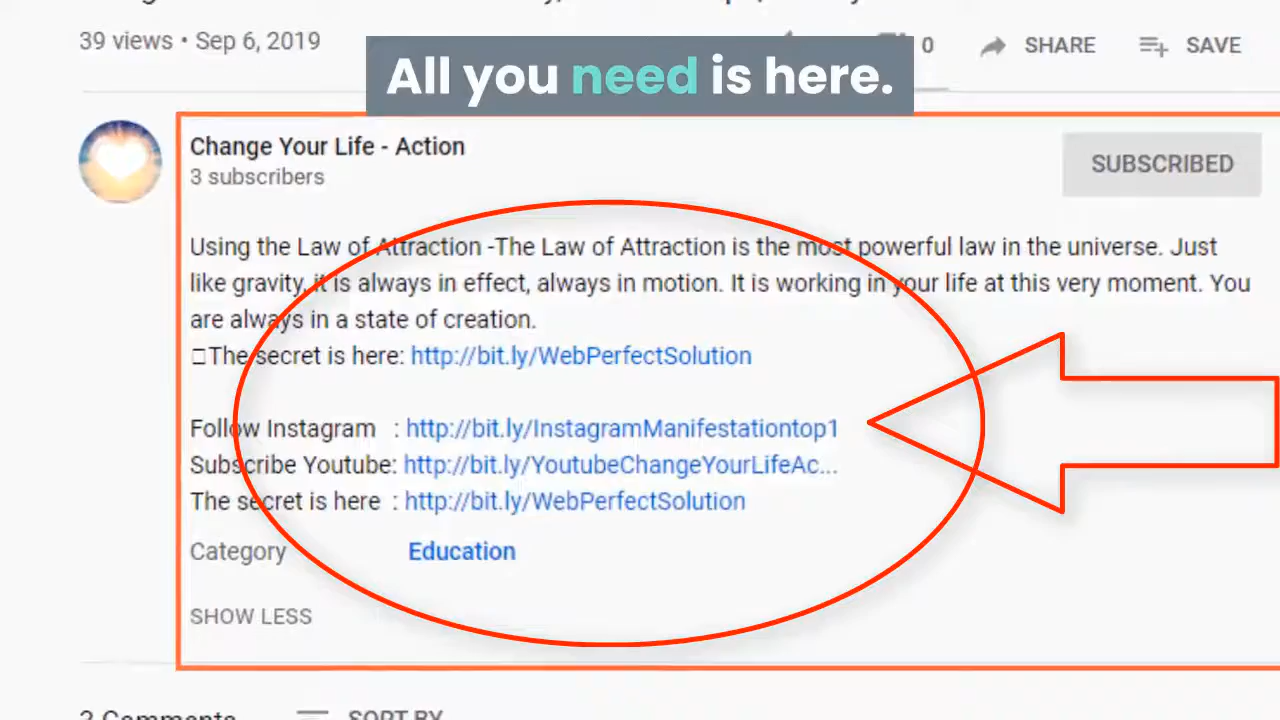 39 views • Sep 6, 2019
0
SHARE
SAVE
All you need is here.
Change Your Life - Action
3 subscribers
SUBSCRIBED
Using the Law of Attraction -The Law of Attraction is the most powerful law in the universe. Just
like gravity, it is always in effect, always in motion. It is working in your life at this very moment. You
are always in a state of creation.
The secret is here: http://bit.ly/WebPerfectSolution
Follow Instagram : http://bit.ly/InstagramManifestationtop1
Subscribe Youtube: http://bit.ly/YoutubeChangeYourLifeAc...
The secret is here : http://bit.ly/WebPerfectSolution
Category Education
SHOW LESS
Comments
SORT BY